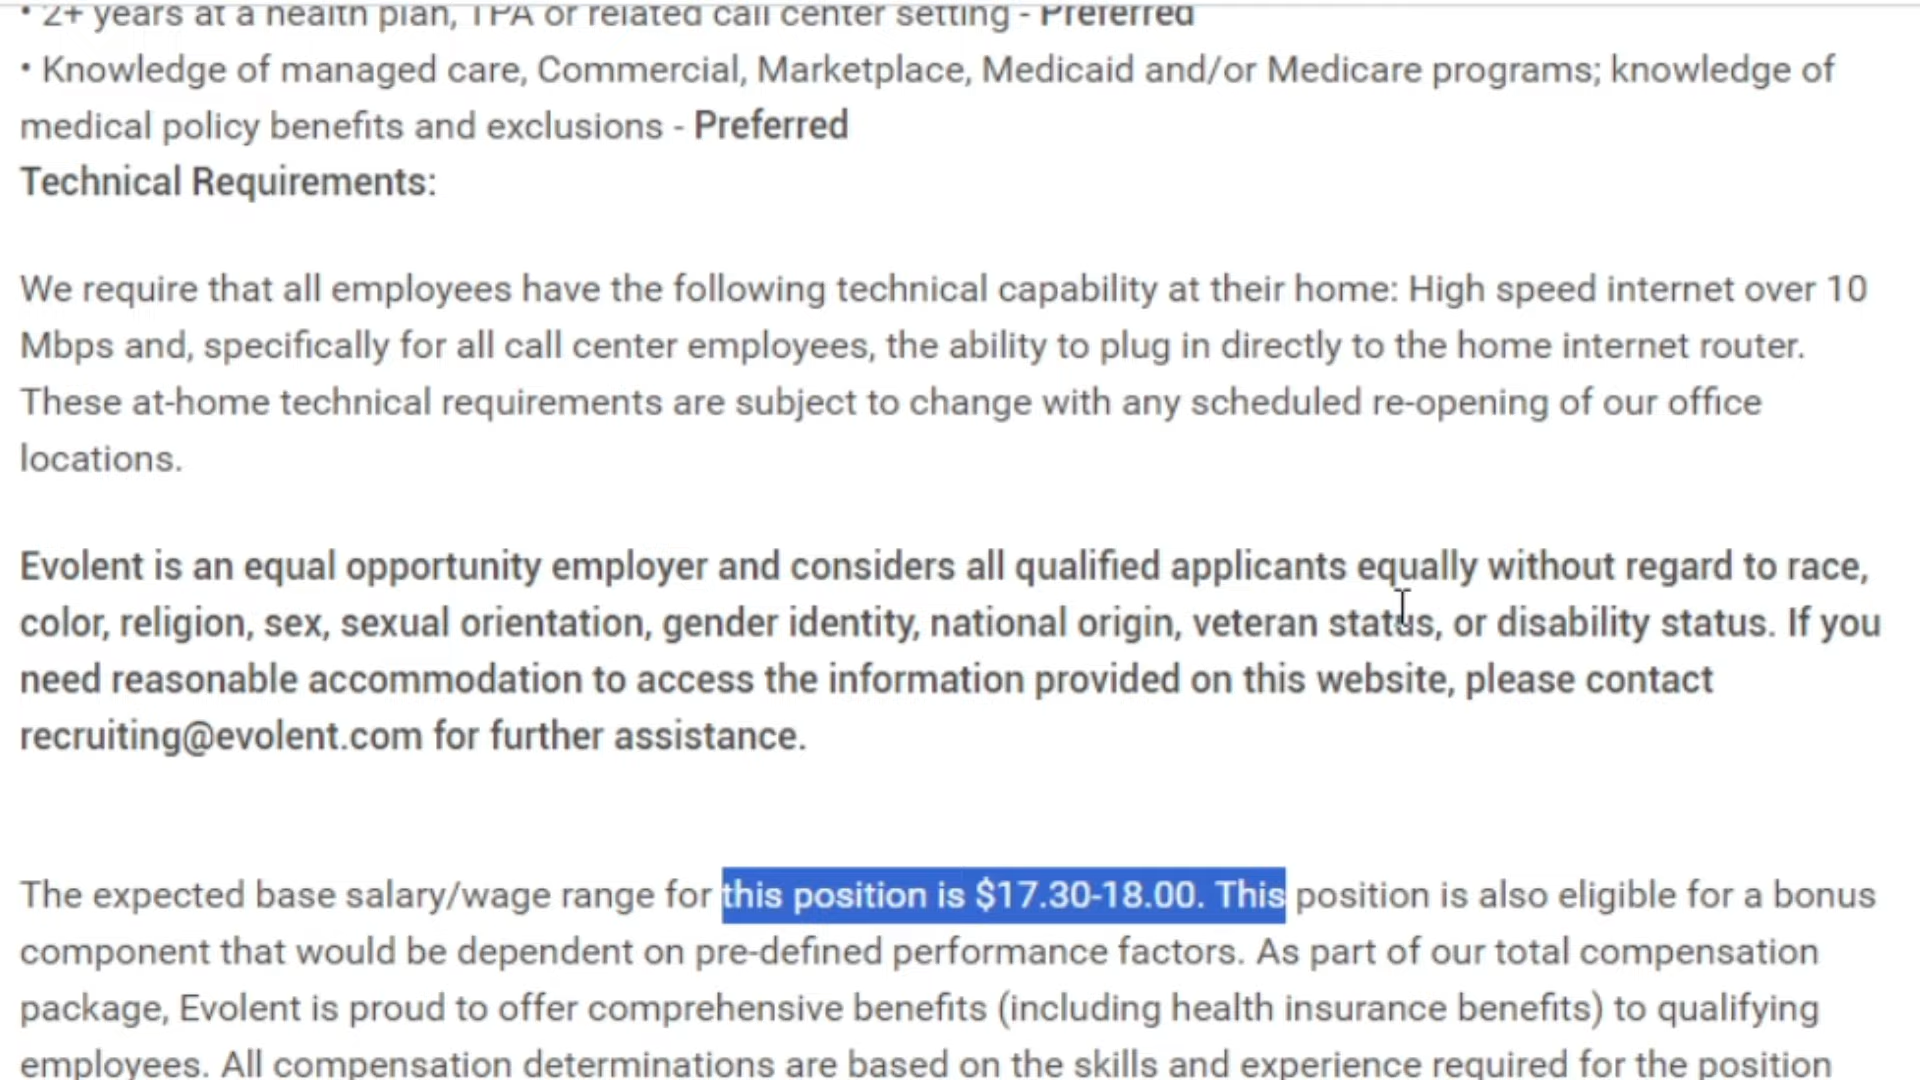 • 2+ years at a health plan, TPA or related call center setting - Preferred
• Knowledge of managed care, Commercial, Marketplace, Medicaid and/or Medicare programs; knowledge of
medical policy benefits and exclusions - Preferred
Technical Requirements:
We require that all employees have the following technical capability at their home: High speed internet over 10
Mbps and, specifically for all call center employees, the ability to plug in directly to the home internet router.
These at-home technical requirements are subject to change with any scheduled re-opening of our office
locations.
Evolent is an equal opportunity employer and considers all qualified applicants equally without regard to race,
color, religion, sex, sexual orientation, gender identity, national origin, veteran status, or disability status. If you
need reasonable accommodation to access the information provided on this website, please contact
recruiting@evolent.com for further assistance.
The expected base salary/wage range for this position is $17.30-18.00. This position is also eligible for a bonus
component that would be dependent on pre-defined performance factors. As part of our total compensation
package, Evolent is proud to offer comprehensive benefits (including health insurance benefits) to qualifying
employees. All compensation determinations are based on the skills and experience required for the position